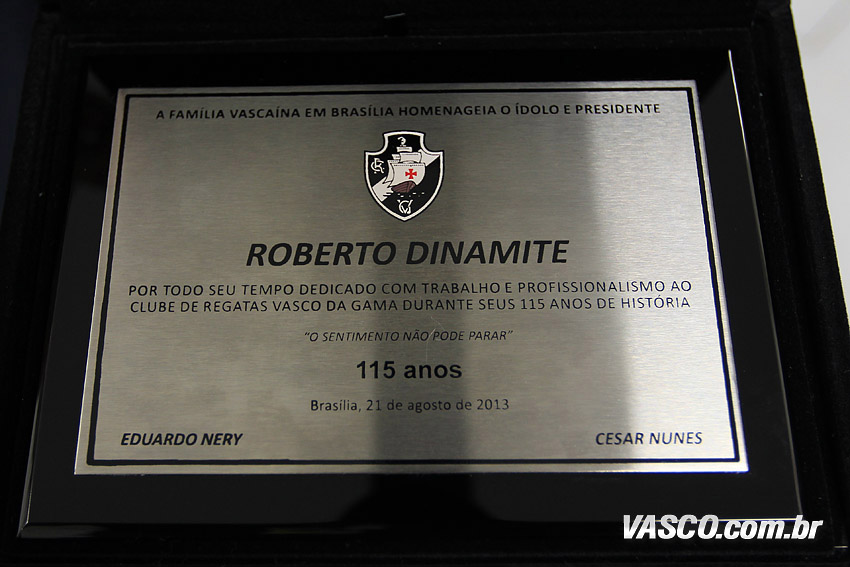 A FAMÍLIA VASCAÍNA EM BRASÍLIA HOMENAGEIA O ÍDOLO E PRESIDENTE
ROBERTO DINAMITE
POR TODO SEU TEMPO DEDICADO COM TRABALHO E PROFISSIONALISMO AO
CLUBE DE REGATAS VASCO DA GAMA DURANTE SEUS 115 ANOS DE HISTÓRIA
"O SENTIMENTO NÃO PODE PARAR"
115 anos
Brasília, 21 de agosto de 2013
EDUARDO NERY
CESAR NUNES
VASCO.com.br